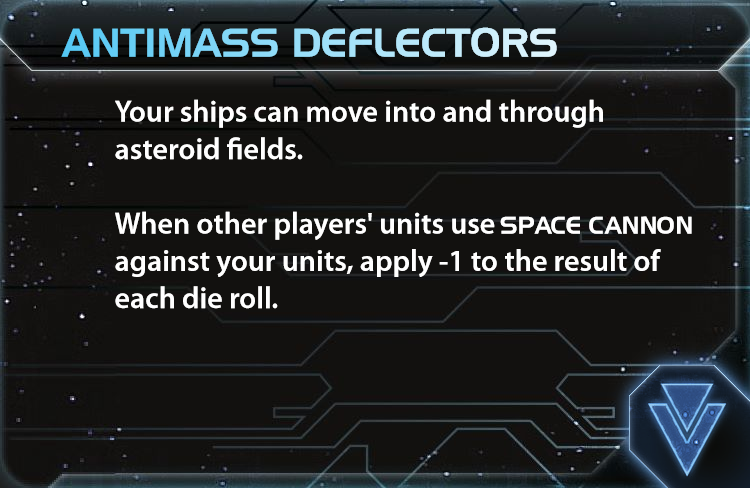 ANTIMASS DEFLECTORS
Your ships can move into and through
asteroid fields.
When other players' units use SPACE CANNON
against your units, apply -1 to the result of
each die roll.